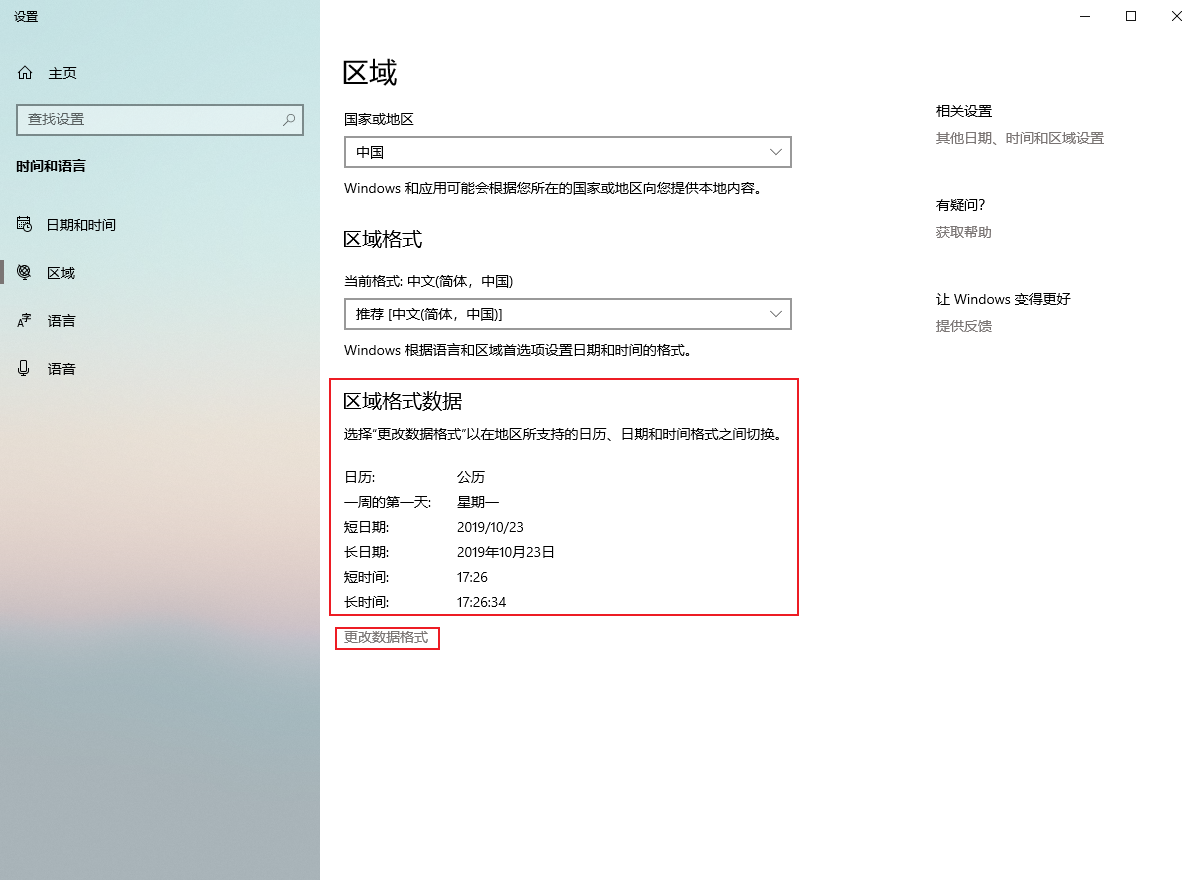 设置
主页
查找设置
时间和语言
日期和时间
区域
语言
语音
区域
国家或地区
中国
Windows 和应用可能会根据您所在的国家或地区向您提供本地内容。
区域格式
当前格式: 中文(简体，中国)
推荐 [中文(简体，中国)]
Windows 根据语言和区域首选项设置日期和时间的格式。
区域格式数据
选择“更改数据格式”以在地区所支持的日历、日期和时间格式之间切换。
日历: 公历
一周的第一天: 星期一
短日期: 2019/10/23
长日期: 2019年10月23日
短时间: 17:26
长时间: 17:26:34
更改数据格式
相关设置
其他日期、时间和区域设置
有疑问?
获取帮助
让 Windows 变得更好
提供反馈